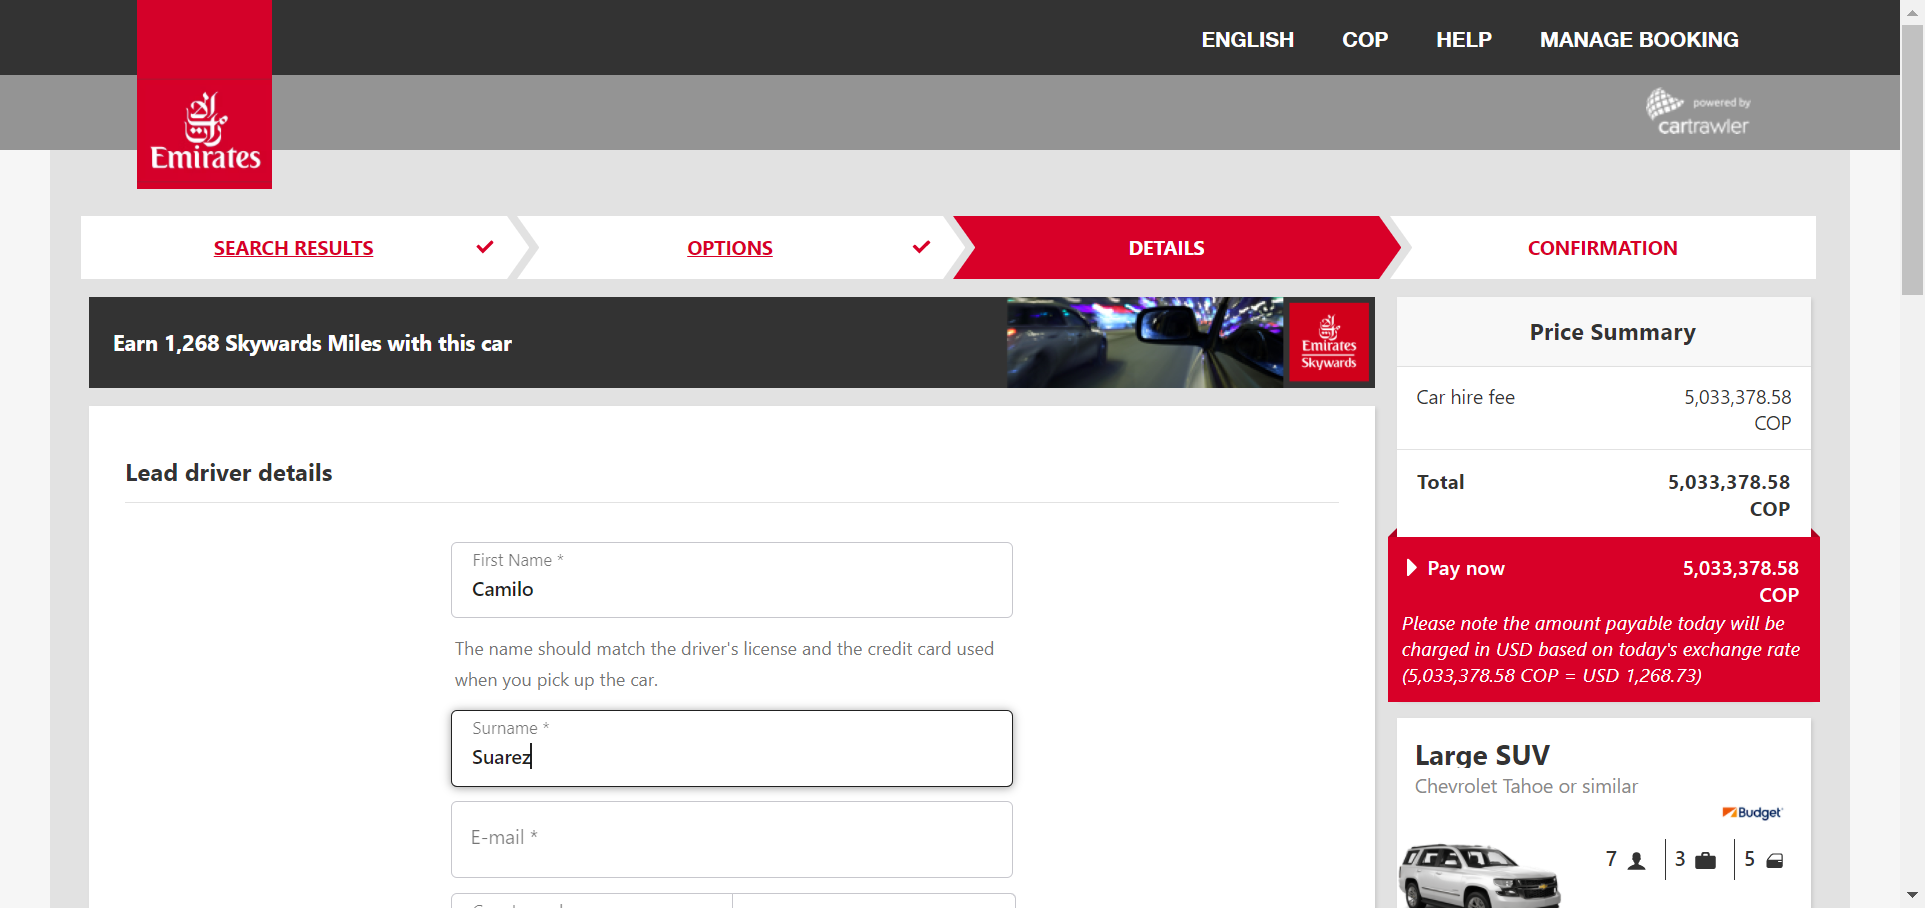 ENGLISH COP HELP MANAGE BOOKING
powered by
cartrawler
Emirates
SEARCH RESULTS OPTIONS DETAILS CONFIRMATION
Earn 1,268 Skywards Miles with this car
Emirates
Skywards
Lead driver details
First Name *
Camilo
The name should match the driver's license and the credit card used
when you pick up the car.
Surname *
Suarez
E-mail *
Price Summary
Car hire fee 5,033,378.58
COP
Total 5,033,378.58
COP
Pay now 5,033,378.58
COP
Please note the amount payable today will be
charged in USD based on today's exchange rate
(5,033,378.58 COP = USD 1,268.73)
Large SUV
Chevrolet Tahoe or similar
Budget
7 3 5